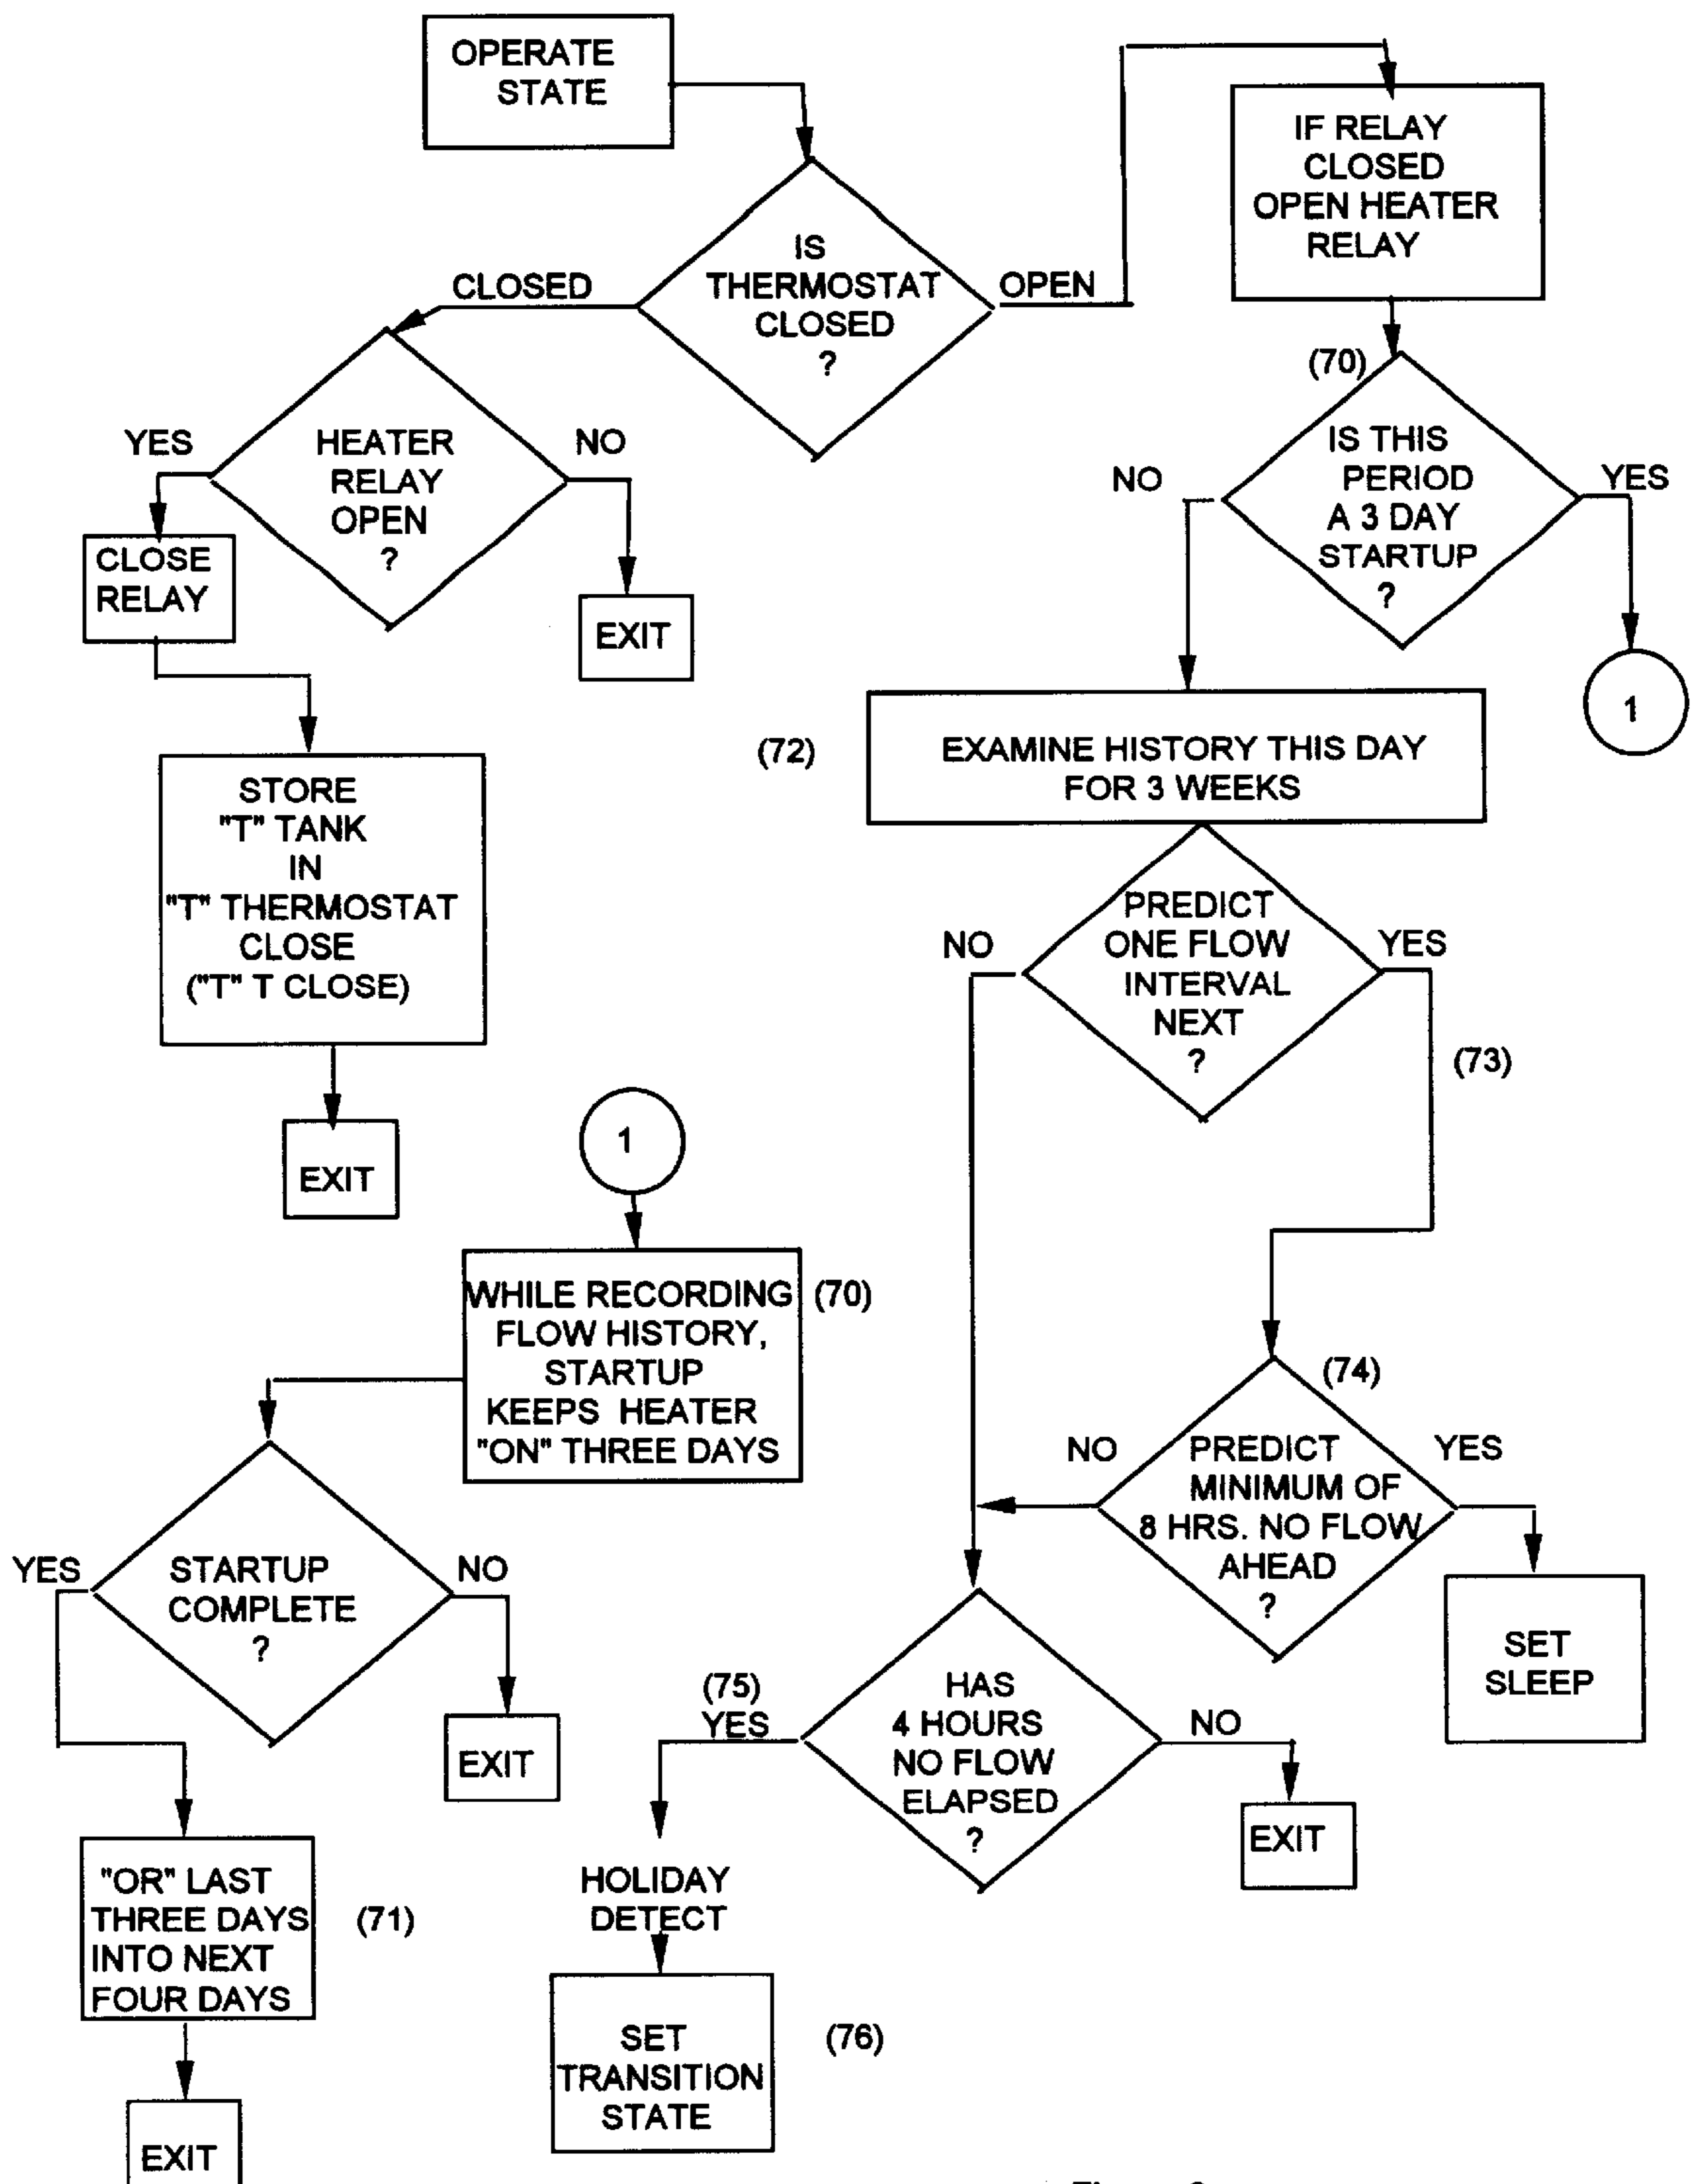 OPERATE
STATE
IS
THERMOSTAT
CLOSED
?
CLOSED
OPEN
IF RELAY
CLOSED
OPEN HEATER
RELAY
HEATER
RELAY
OPEN
?
YES
NO
CLOSE
RELAY
EXIT
STORE
"T" TANK
IN
"T" THERMOSTAT
CLOSE
("T" T CLOSE)
EXIT
(70)
IS THIS
PERIOD
A 3 DAY
STARTUP
?
NO
YES
1
(72)
EXAMINE HISTORY THIS DAY
FOR 3 WEEKS
PREDICT
ONE FLOW
INTERVAL
NEXT
?
NO
YES
(73)
(74)
PREDICT
MINIMUM OF
8 HRS. NO FLOW
AHEAD
?
NO
YES
SET
SLEEP
HAS
4 HOURS
NO FLOW
ELAPSED
?
(75)
YES
NO
EXIT
HOLIDAY
DETECT
SET
TRANSITION
STATE
(76)
1
WHILE RECORDING
FLOW HISTORY,
STARTUP
KEEPS HEATER
"ON" THREE DAYS
(70)
STARTUP
COMPLETE
?
YES
NO
EXIT
"OR" LAST
THREE DAYS
INTO NEXT
FOUR DAYS
(71)
EXIT